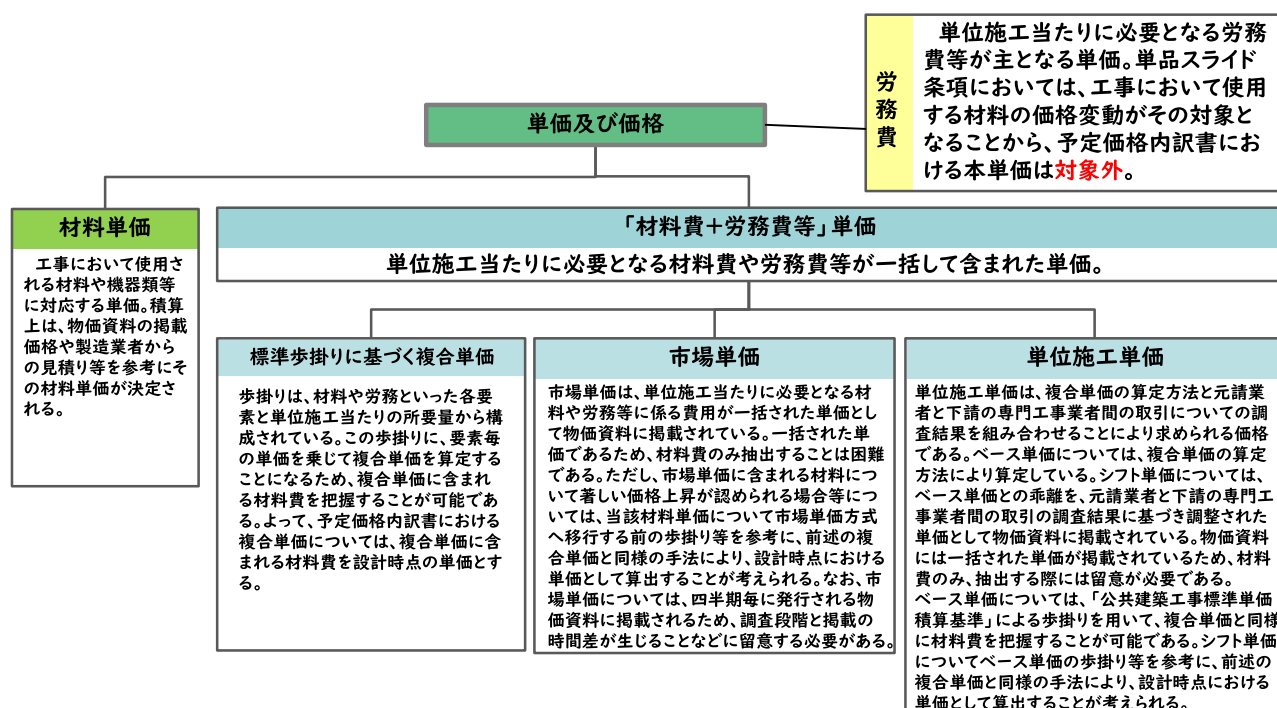 単位施工当たりに必要となる労務
費等が主となる単価。単品スライド
条項においては、工事において使用
する材料の価格変動がその対象と
なることから、予定価格内訳書にお
ける本単価は対象外。
労務費
単価及び価格
材料単価
工事において使用さ
れる材料や機器類等
に対応する単価。積算
上は、物価資料の掲載
価格や製造業者から
の見積り等を参考にそ
の材料単価が決定さ
れる。
「材料費+労務費等」単価
単位施工当たりに必要となる材料費や労務費等が一括して含まれた単価。
標準歩掛りに基づく複合単価
歩掛りは、材料や労務といった各要
素と単位施工当たりの所要量から構
成されている。この歩掛りに、要素毎
の単価を乗じて複合単価を算定する
ことになるため、複合単価に含まれ
る材料費を把握することが可能であ
る。よって、予定価格内訳書における
複合単価については、複合単価に含
まれる材料費を設計時点の単価とす
る。
市場単価
市場単価は、単位施工当たりに必要となる材
料や労務等に係る費用が一括された単価とし
て物価資料に掲載されている。一括された単
価であるため、材料費のみ抽出することは困難
である。ただし、市場単価に含まれる材料につ
いて著しい価格上昇が認められる場合等につ
いては、当該材料単価について市場単価方式
へ移行する前の歩掛り等を参考に、前述の複
合単価と同様の手法により、設計時点における
単価として算出することが考えられる。なお、市
場単価については、四半期毎に発行される物
価資料に掲載されるため、調査段階と掲載の
時間差が生じることなどに留意する必要がある。
単位施工単価
単位施工単価は、複合単価の算定方法と元請業
者と下請の専門工事業者間の取引についての調
査結果を組み合わせることにより求められる価格
である。ベース単価については、複合単価の算定
方法により算定している。シフト単価については、
ベース単価との乖離を、元請業者と下請の専門工
事業者間の取引の調査結果に基づき調整された
単価として物価資料に掲載されている。物価資料
には一括された単価が掲載されているため、材料
費のみ、抽出する際には留意が必要である。
ベース単価については、「公共建築工事標準単価
積算基準」による歩掛りを用いて、複合単価と同様
に材料費を把握することが可能である。シフト単価
についてベース単価の歩掛り等を参考に、前述の
複合単価と同様の手法により、設計時点における
単価として算出することが考えられる。